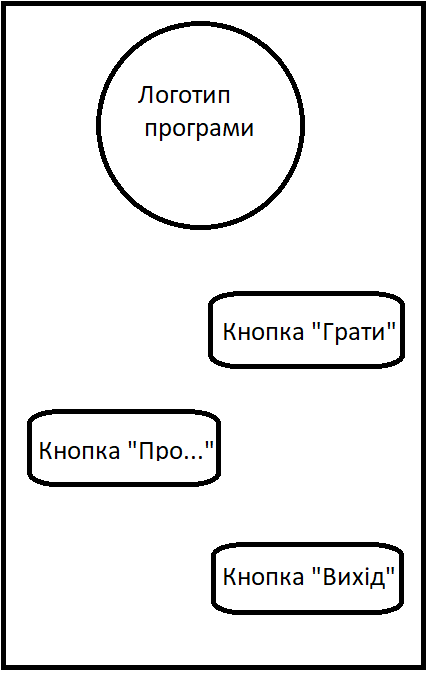 Логотип
програми
Кнопка "Грати"
Кнопка "Про..."
Кнопка "Вихід"